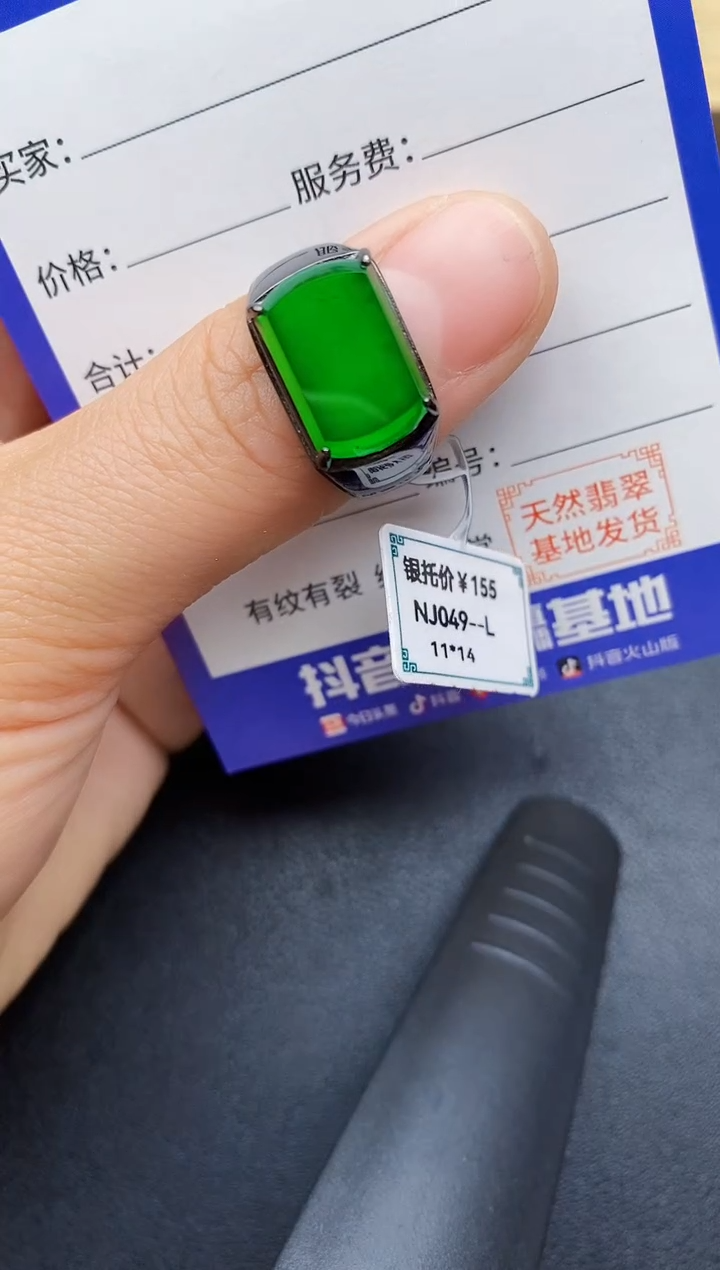 买家：
服务费：
价格：
合计：
编号：
天然翡翠
基地发货
有纹有裂
银托价￥155
NJ049--L
11*14
抖音
基地
今日头条
抖音
抖音火山版